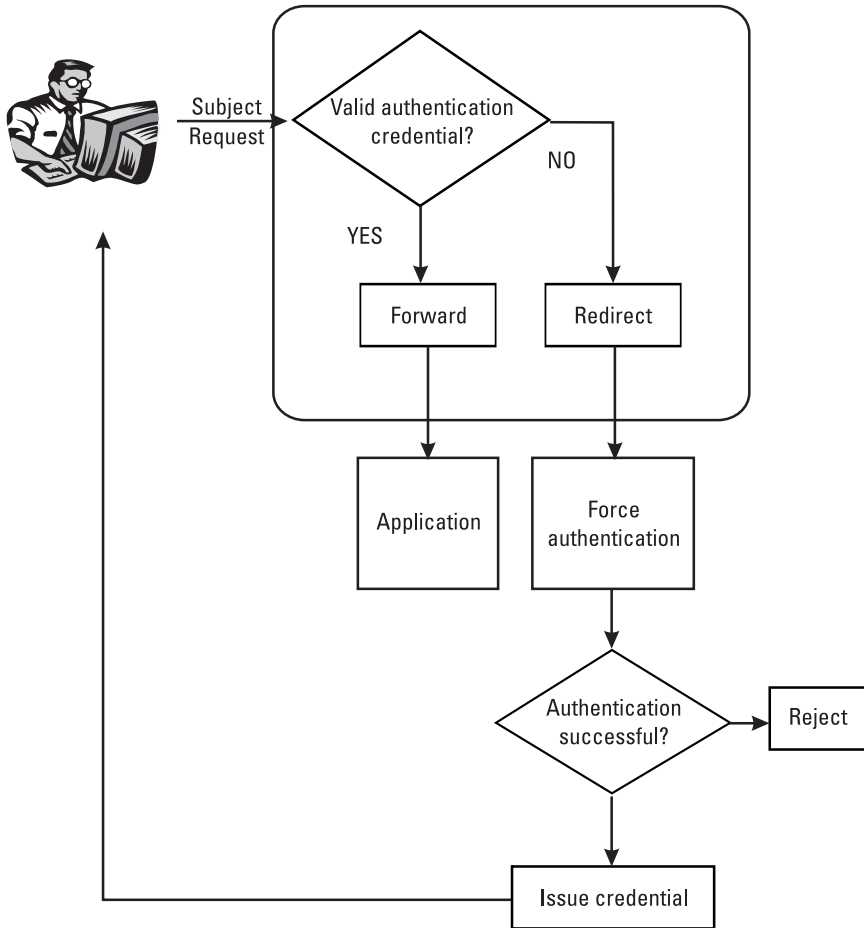 Subject
Request
Valid authentication
credential?
NO
YES
Forward
Redirect
Application
Force
authentication
Authentication
successful?
Reject
Issue credential